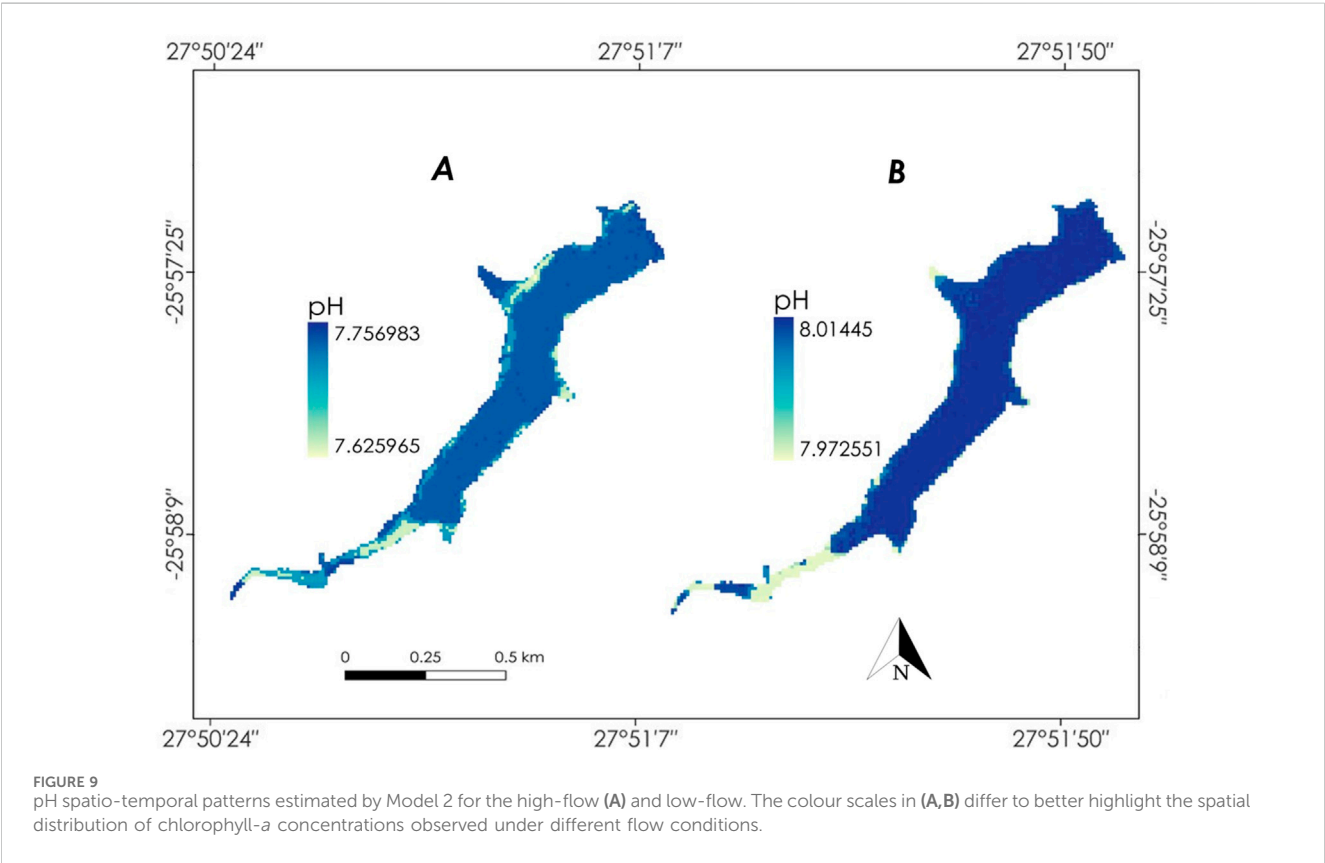 27°50'24" 27°51'7" 27°51'50"
A B
-25°57'25" -25°57'25"
pH
7.756983
7.625965
pH
8.01445
7.972551
-25°58'9" -25°58'9"
0 0.25 0.5 km
N
27°50'24" 27°51'7" 27°51'50"
FIGURE 9
pH spatio-temporal patterns estimated by Model 2 for the high-flow (A) and low-flow. The colour scales in (A,B) differ to better highlight the spatial
distribution of chlorophyll-a concentrations observed under different flow conditions.